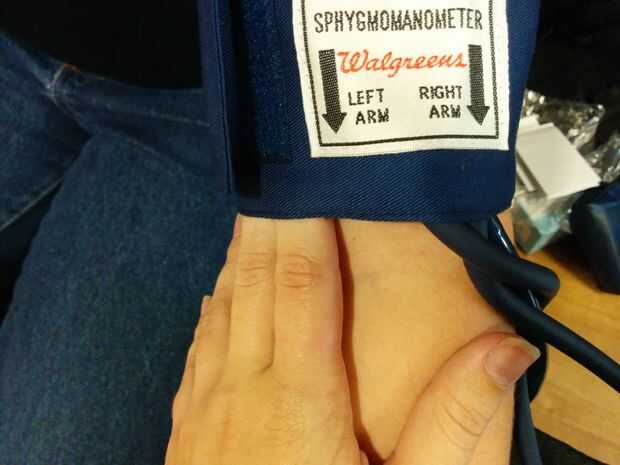 SPHYGMOMANOMETER
Walgreens
LEFT RIGHT
ARM ARM